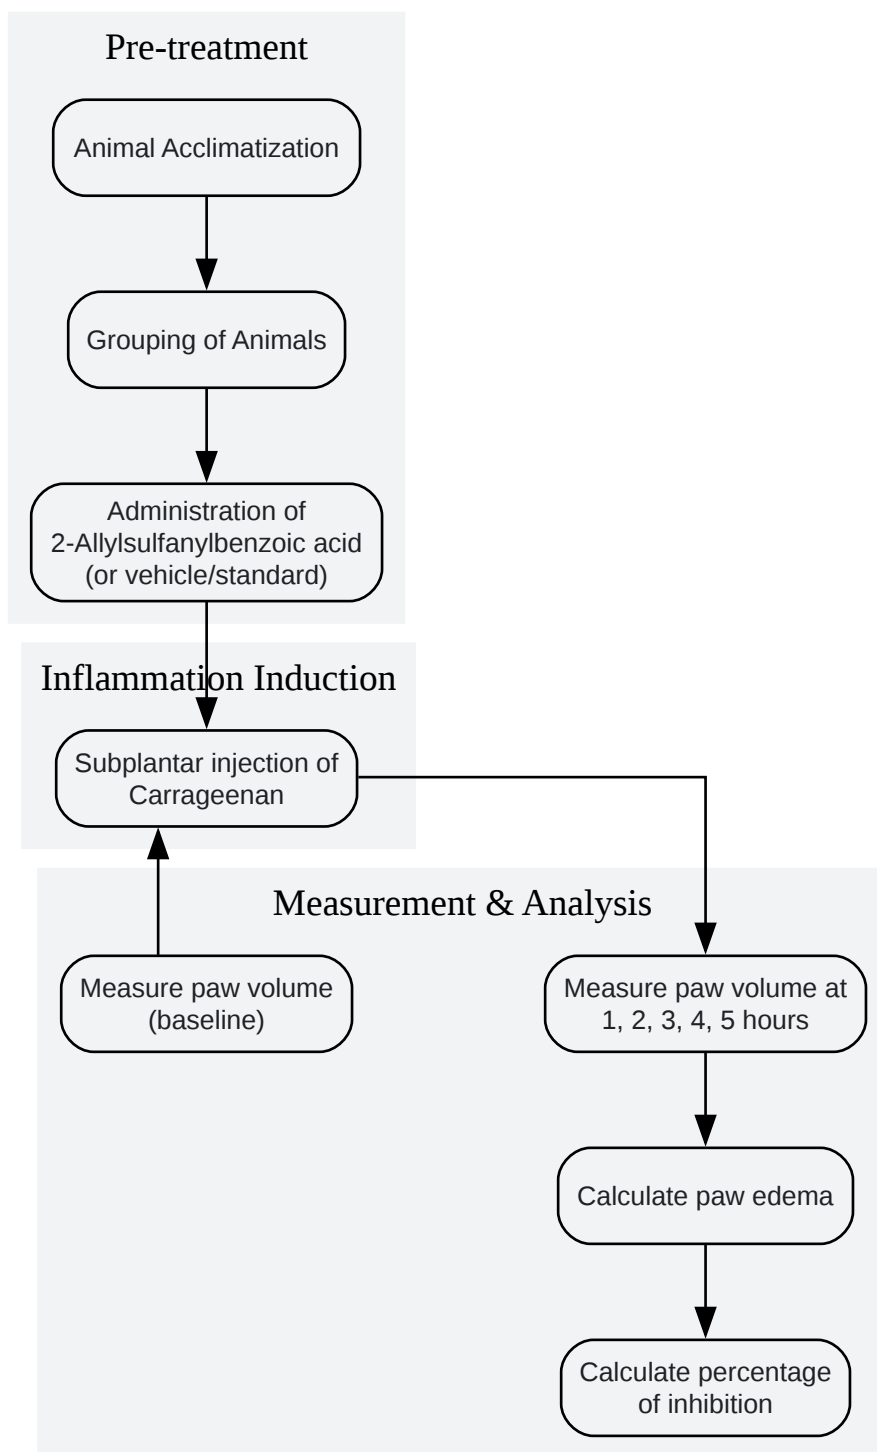 Pre-treatment
Animal Acclimatization
Grouping of Animals
Administration of
2-Allylsulfanylbenzoic acid
(or vehicle/standard)
Inflammation Induction
Subplantar injection of
Carrageenan
Measurement & Analysis
Measure paw volume
(baseline)
Measure paw volume at
1, 2, 3, 4, 5 hours
Calculate paw edema
Calculate percentage
of inhibition